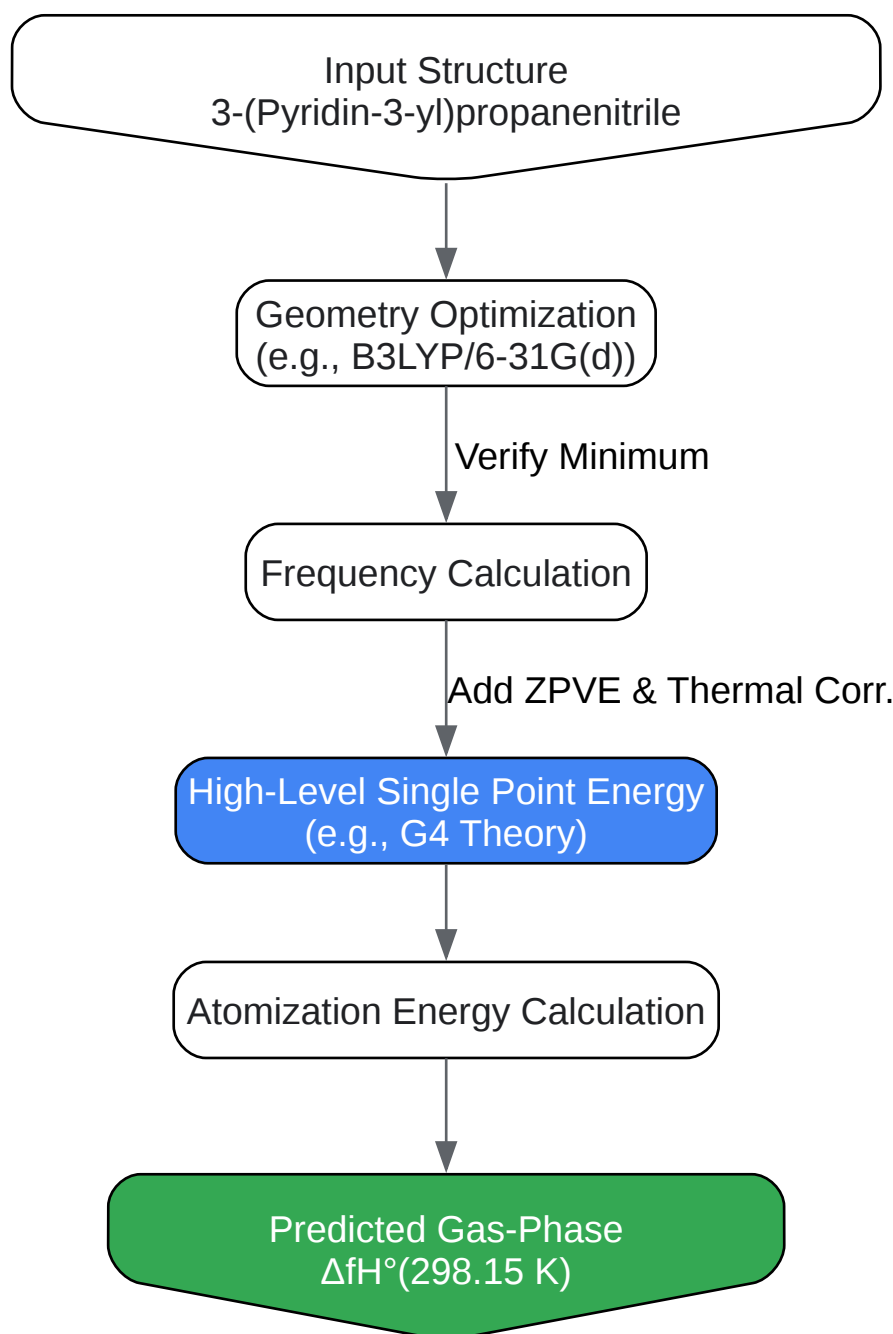 Input Structure
3-(Pyridin-3-yl)propanenitrile
Geometry Optimization
(e.g., B3LYP/6-31G(d))
Verify Minimum
Frequency Calculation
Add ZPVE & Thermal Corr.
High-Level Single Point Energy
(e.g., G4 Theory)
Atomization Energy Calculation
Predicted Gas-Phase
ΔfH°(298.15 K)